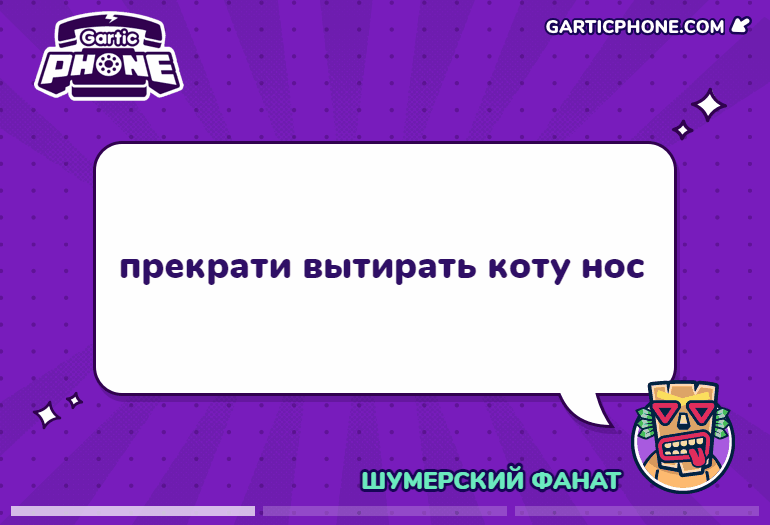 Gartic
PHONE
GARTICPHONE.COM
прекрати вытирать коту нос
ШУМЕРСКИЙ ФАНАТ